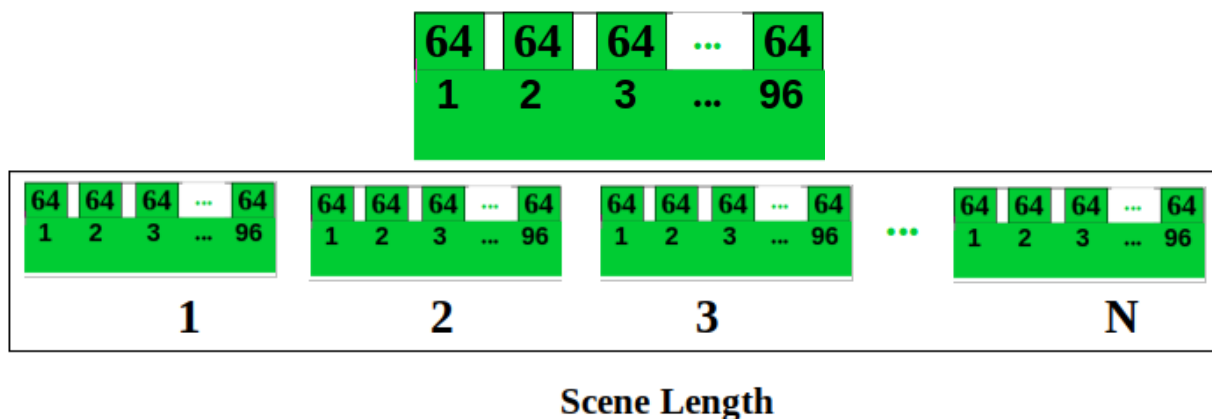 64 64 64 ... 64
1 2 3 ... 96
64 64 64 ... 64 64 64 64 ... 64 64 64 64 ... 64 ... 64 64 64 ... 64
1 2 3 ... 96 1 2 3 ... 96 1 2 3 ... 96 1 2 3 ... 96
1 2 3 N
Scene Length